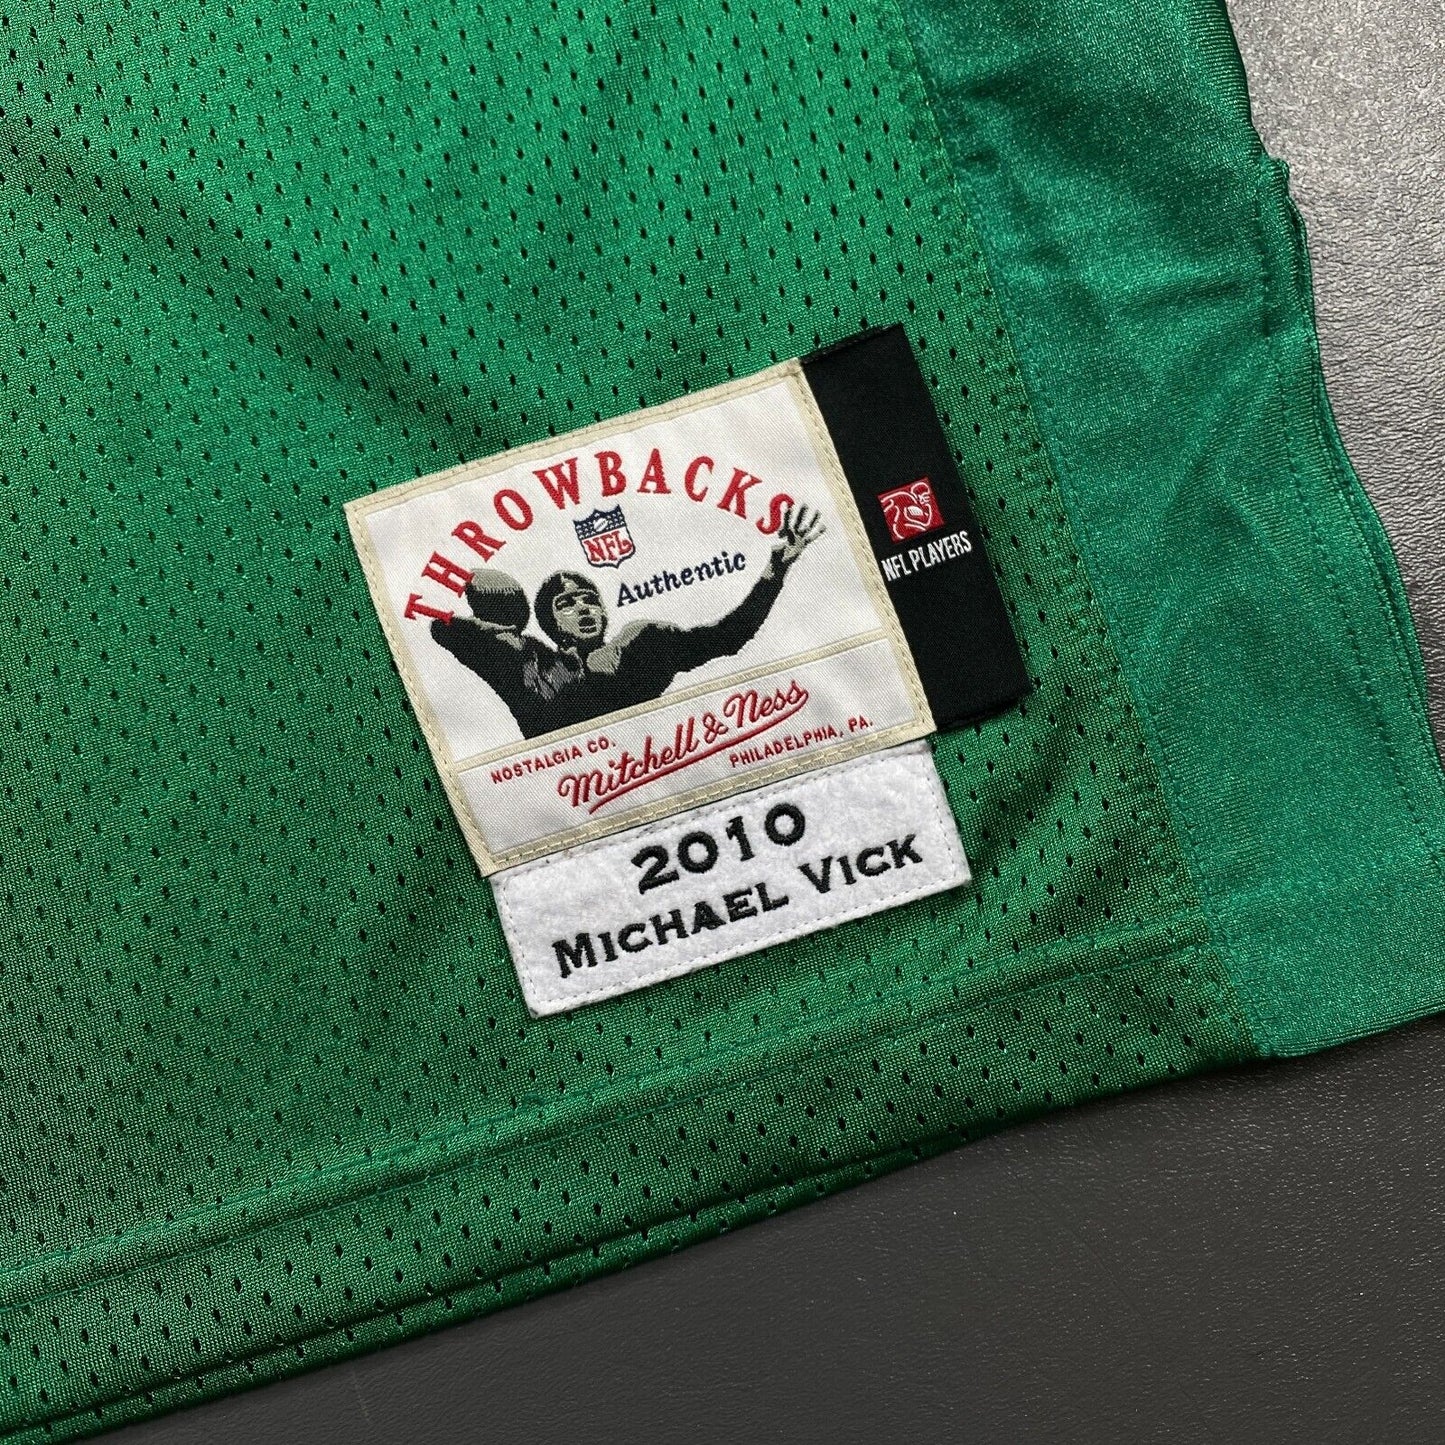 THROWBACKS
NFL
Authentic
NFL PLAYERS
NOSTALGIA CO. Mitchell & Ness PHILADELPHIA, PA.
2010
MICHAEL VICK